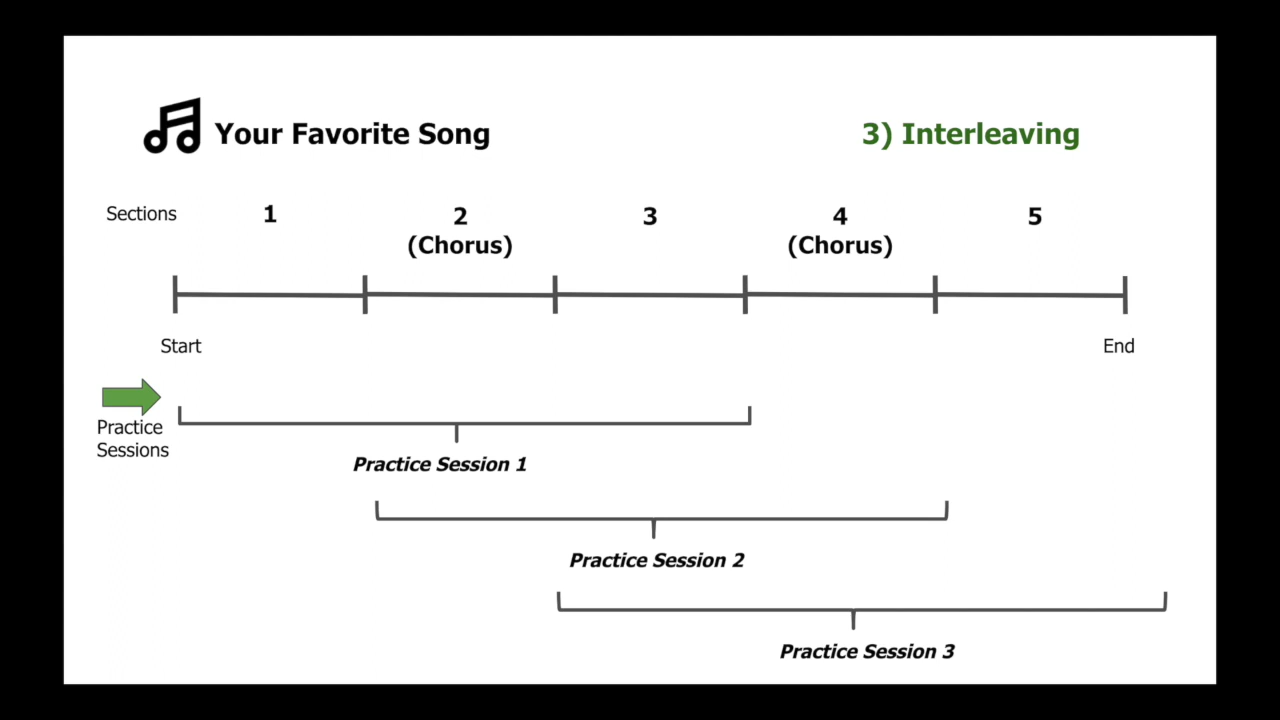 Your Favorite Song
3) Interleaving
Sections
1
2
(Chorus)
3
4
(Chorus)
5
Start
End
Practice
Sessions
Practice Session 1
Practice Session 2
Practice Session 3